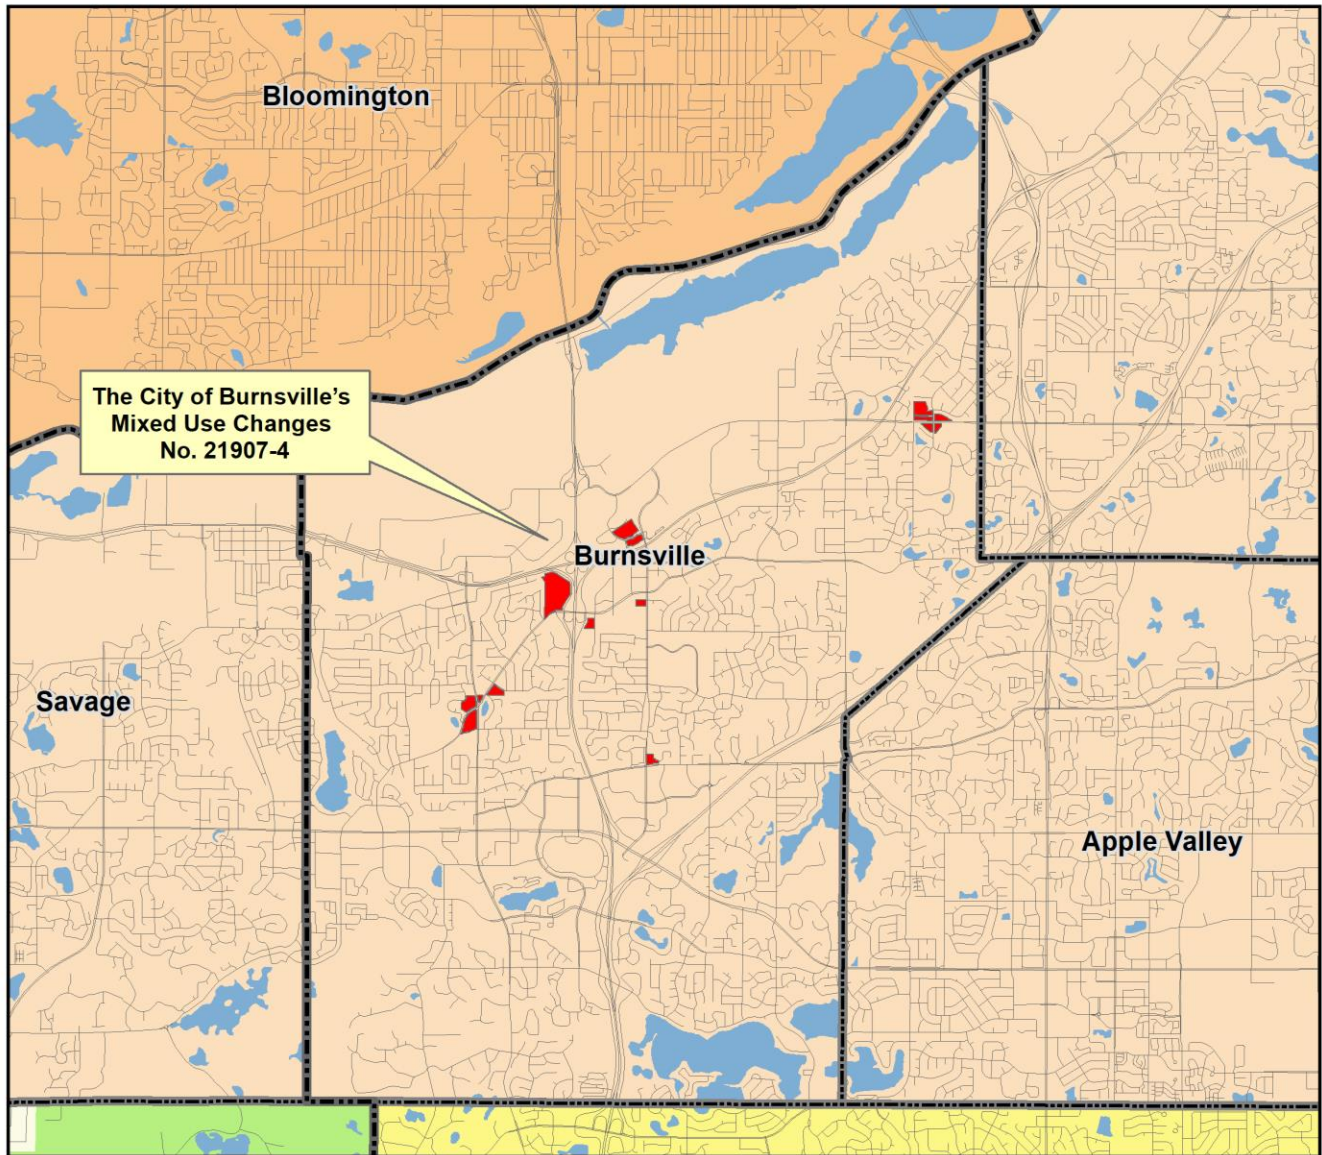 Bloomington
The City of Burnsville’s
Mixed Use Changes
No. 21907-4
Burnsville
Savage
Apple Valley